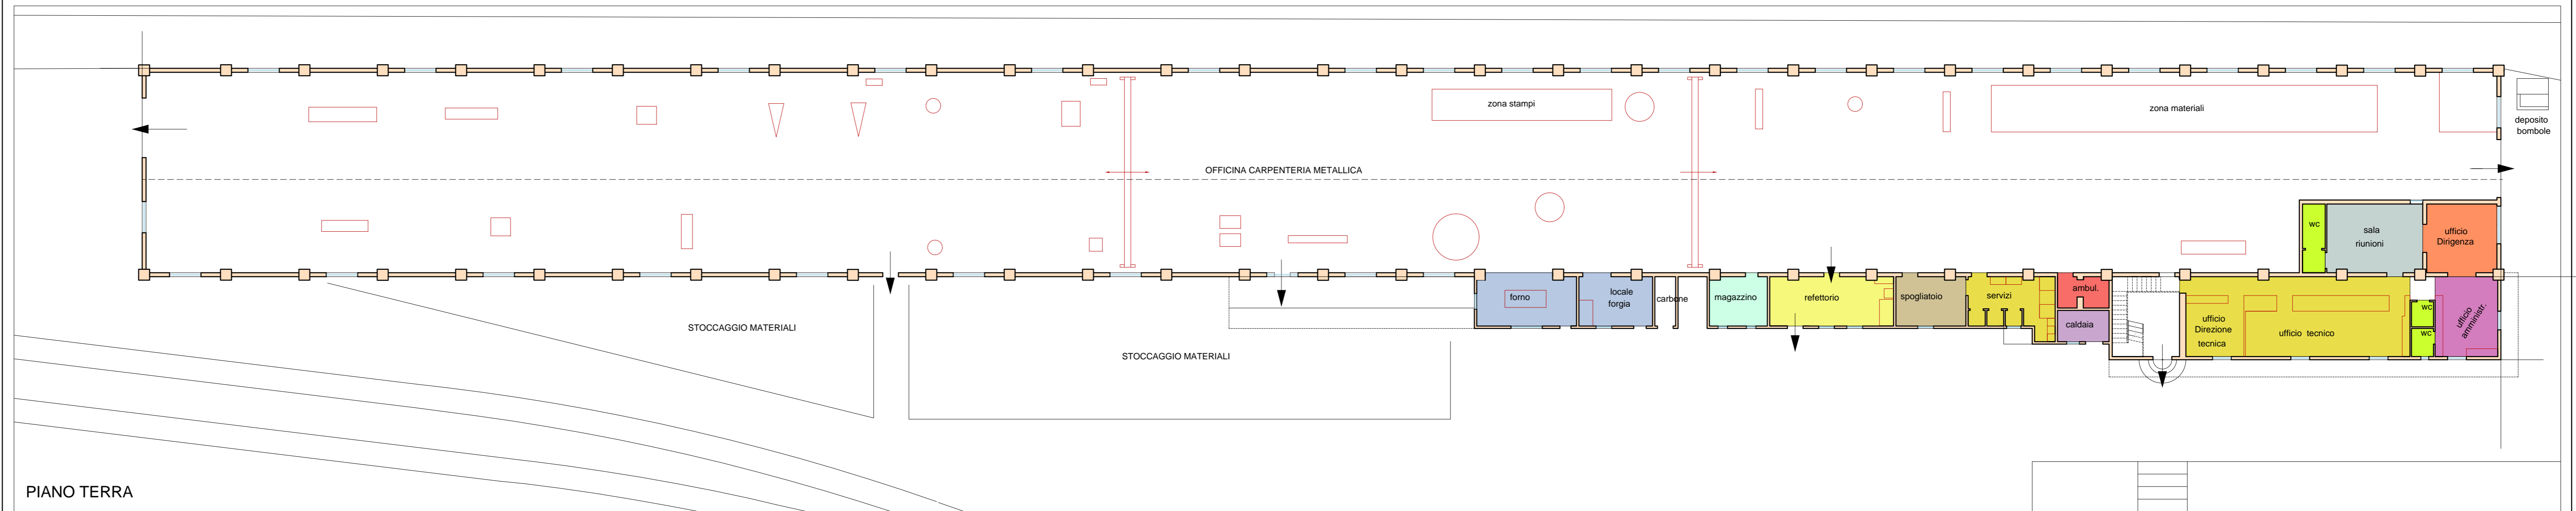 zona stampi
zona materiali
deposito
bombole
OFFICINA CARPENTERIA METALLICA
wc
sala
riunioni
ufficio
Dirigenza
forno
locale
forgia
carbone
magazzino
refettorio
spogliatoio
servizi
ambul.
caldaia
ufficio
Direzione
tecnica
ufficio tecnico
wc
wc
ufficio
amministr.
STOCCAGGIO MATERIALI
STOCCAGGIO MATERIALI
PIANO TERRA